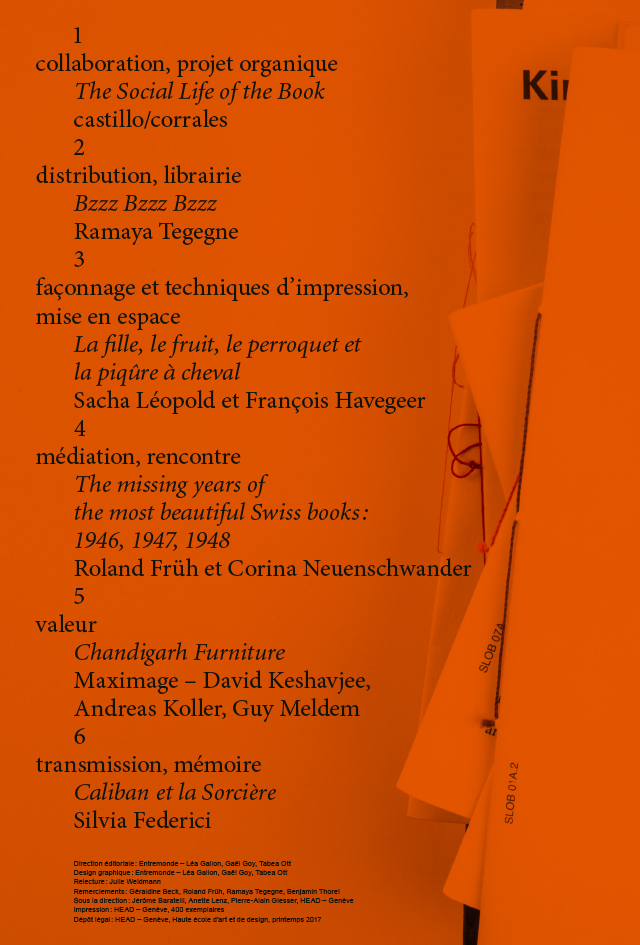 1
collaboration, projet organique
The Social Life of the Book
castillo/corrales
2
distribution, librairie
Bzzz Bzzz Bzzz
Ramaya Tegegne
3
façonnage et techniques d’impression,
mise en espace
La fille, le fruit, le perroquet et
la piqûre à cheval
Sacha Léopold et François Havegeer
4
médiation, rencontre
The missing years of
the most beautiful Swiss books :
1946, 1947, 1948
Roland Früh et Corina Neuenschwander
5
valeur
Chandigarh Furniture
Maximage – David Keshavjee,
Andreas Koller, Guy Meldem
6
transmission, mémoire
Caliban et la Sorcière
Silvia Federici
Direction éditoriale : Entremonde – Léa Gallon, Gaël Goy, Tabea Ott
Design graphique : Entremonde – Léa Gallon, Gaël Goy, Tabea Ott
Relecture : Julie Weidmann
Remerciements : Géraldine Beck, Roland Früh, Ramaya Tegegne, Benjamin Thorel
Sous la direction : Jérôme Baratelli, Anette Lenz, Pierre-Alain Giesser, HEAD – Genève
Impression : HEAD – Genève, 400 exemplaires
Dépôt légal : HEAD – Genève, Haute école d'art et de design, printemps 2017
Kir
SLOB 074
SLOB 01A.2